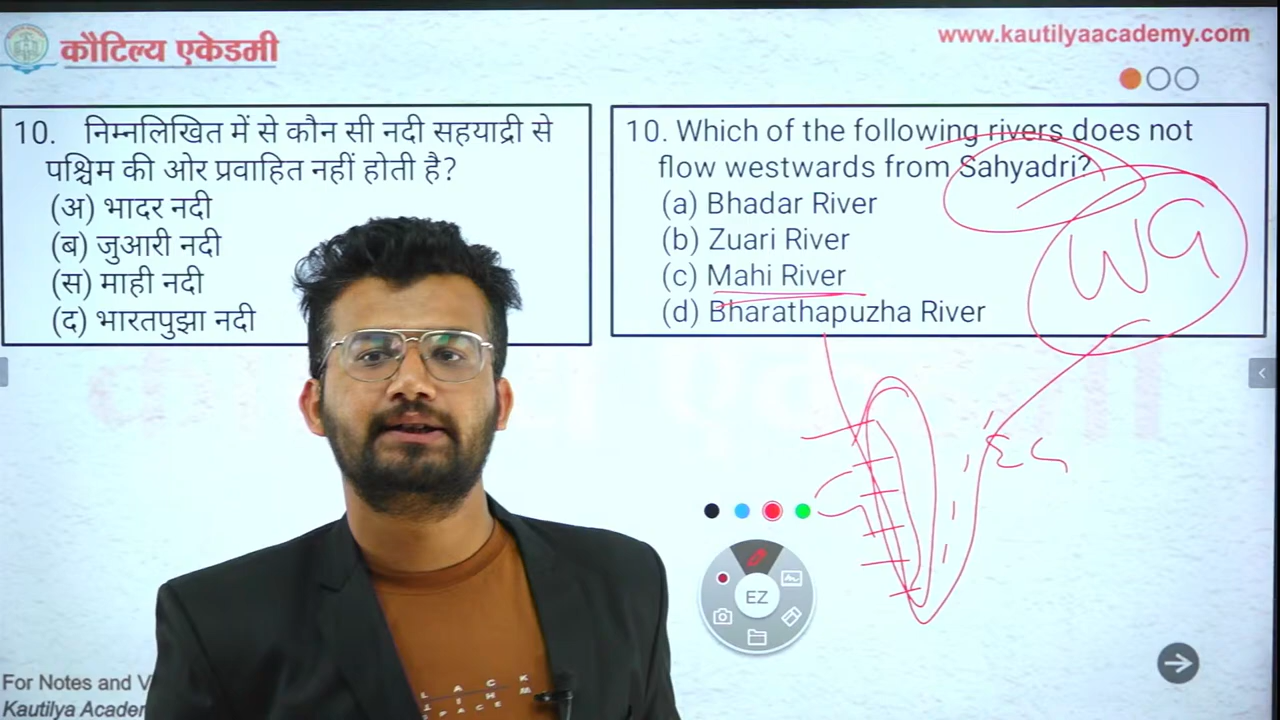 कौटिल्य एकेडमी
www.kautilyaacademy.com
10. निम्नलिखित में से कौन सी नदी सहयाद्री से
पश्चिम की ओर प्रवाहित नहीं होती है?
(अ) भादर नदी
(ब) जुआरी नदी
(स) माही नदी
(द) भारतपुझा नदी
10. Which of the following rivers does not
flow westwards from Sahyadri?
(a) Bhadar River
(b) Zuari River
(c) Mahi River
(d) Bharathapuzha River
WG
EG
EZ
L A C K
S P A C E
For Notes and V
Kautilya Acade